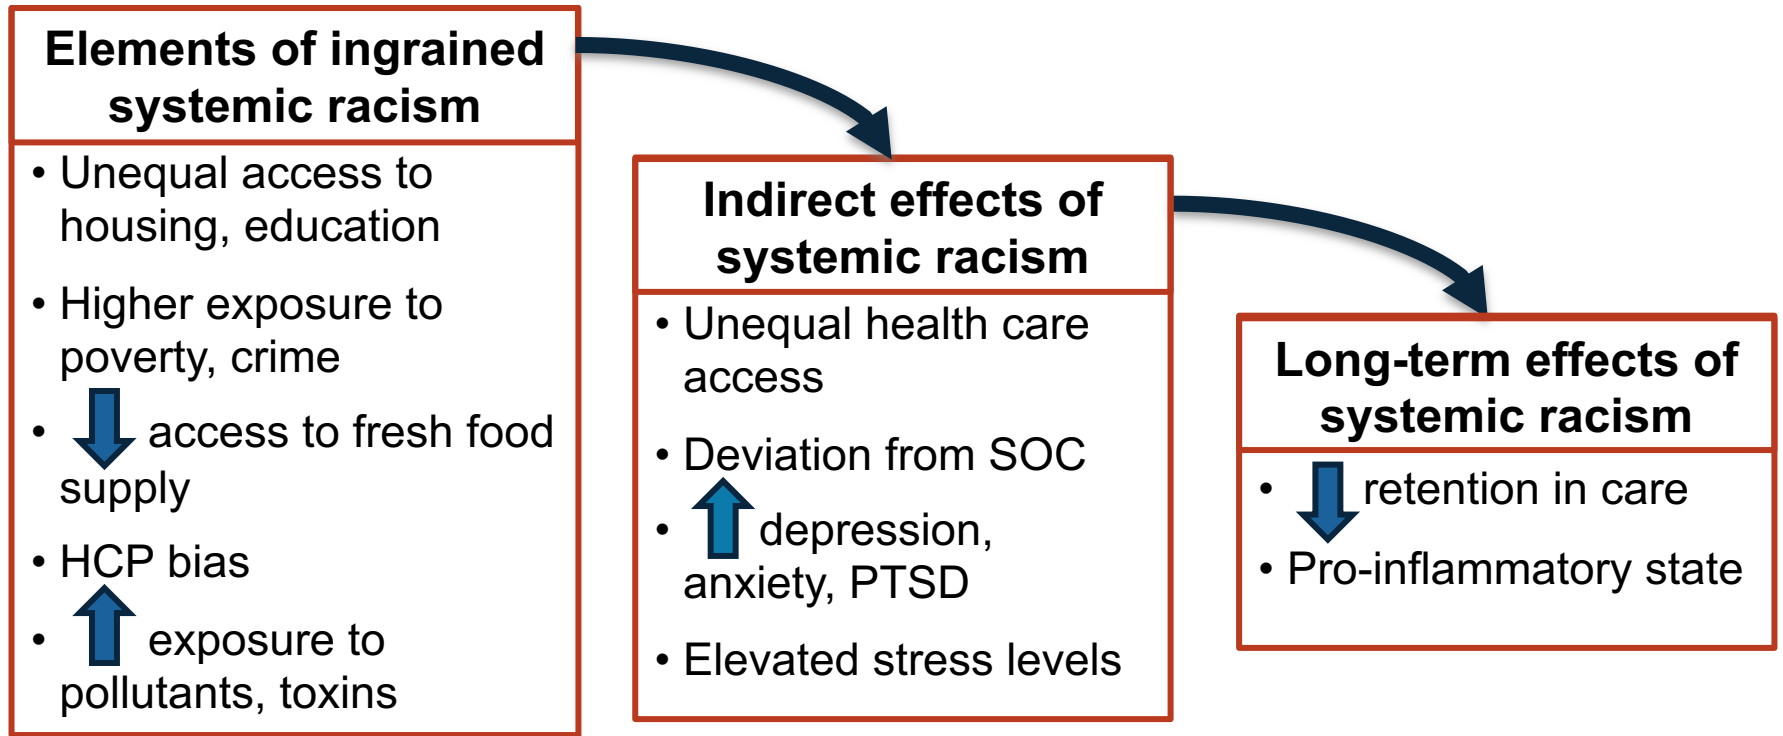 Elements of ingrained
systemic racism
• Unequal access to
housing, education
• Higher exposure to
poverty, crime
• access to fresh food
supply
• HCP bias
• exposure to
pollutants, toxins
Indirect effects of
systemic racism
• Unequal health care
access
• Deviation from SOC
• depression,
anxiety, PTSD
• Elevated stress levels
Long-term effects of
systemic racism
• retention in care
• Pro-inflammatory state